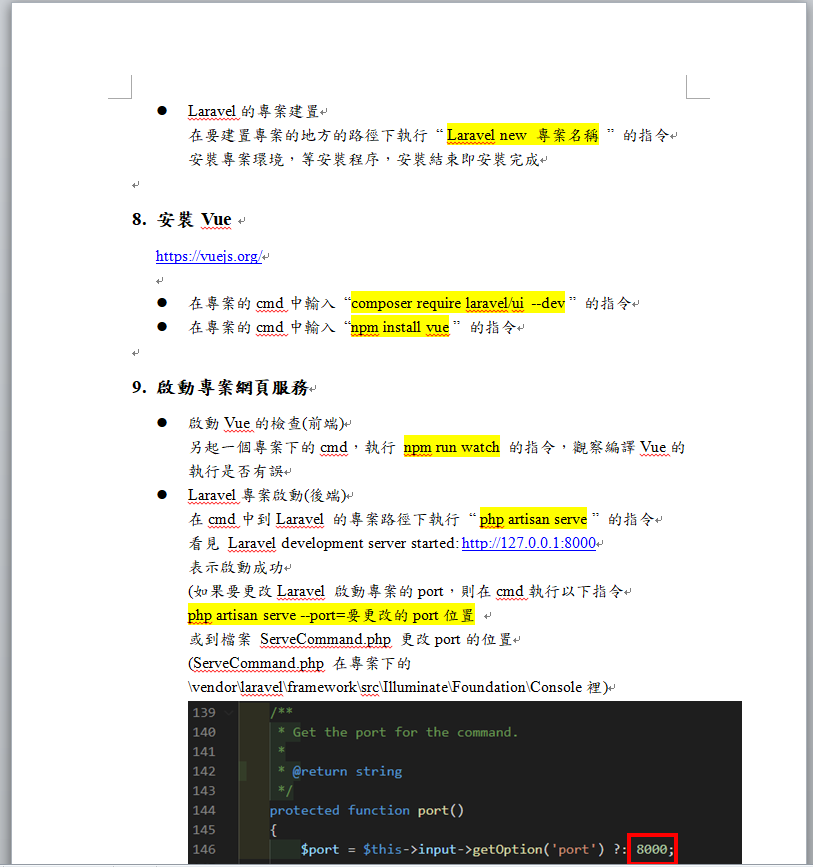 ● Laravel 的專案建置
在要建置專案的地方的路徑下執行“Laravel new 專案名稱 ”的指令
安裝專案環境，等安裝程序，安裝結束即安裝完成
8. 安裝 Vue
https://vuejs.org/
● 在專案的 cmd 中輸入“composer require laravel/ui --dev”的指令
● 在專案的 cmd 中輸入“npm install vue”的指令
9. 啟動專案網頁服務
● 啟動 Vue 的檢查(前端)
另起一個專案下的 cmd，執行 npm run watch 的指令，觀察編譯 Vue 的
執行是否有誤
● Laravel 專案啟動(後端)
在 cmd 中到 Laravel 的專案路徑下執行“php artisan serve”的指令
看見 Laravel development server started: http://127.0.0.1:8000
表示啟動成功
(如果要更改 Laravel 啟動專案的 port，則在 cmd 執行以下指令
php artisan serve --port=要更改的 port 位置
或到檔案 ServeCommand.php 更改 port 的位置
(ServeCommand.php 在專案下的
\vendor\laravel\framework\src\Illuminate\Foundation\Console 裡)
139 /**
140 * Get the port for the command.
141 *
142 * @return string
143 */
144 protected function port()
145 {
146 $port = $this->input->getOption('port') ?: 8000;